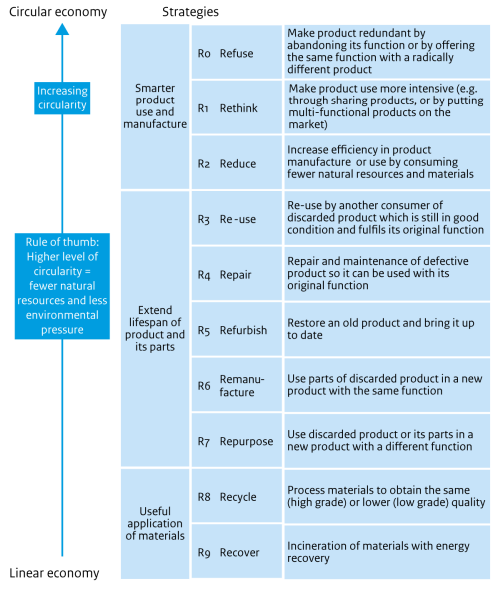 Circular economy
Strategies
Increasing
circularity
Rule of thumb:
Higher level of
circularity =
fewer natural
resources and less
environmental
pressure
Linear economy
Smarter
product
use and
manufacture
R0 Refuse
Make product redundant by
abandoning its function or by offering
the same function with a radically
different product
R1 Rethink
Make product use more intensive (e.g.
through sharing products, or by putting
multi-functional products on the
market)
R2 Reduce
Increase efficiency in product
manufacture or use by consuming
fewer natural resources and materials
Extend
lifespan of
product and
its parts
R3 Re-use
Re-use by another consumer of
discarded product which is still in good
condition and fulfils its original function
R4 Repair
Repair and maintenance of defective
product so it can be used with its
original function
R5 Refurbish
Restore an old product and bring it up
to date
R6 Remanu-
facture
Use parts of discarded product in a new
product with the same function
R7 Repurpose
Use discarded product or its parts in a
new product with a different function
Useful
application
of materials
R8 Recycle
Process materials to obtain the same
(high grade) or lower (low grade) quality
R9 Recover
Incineration of materials with energy
recovery